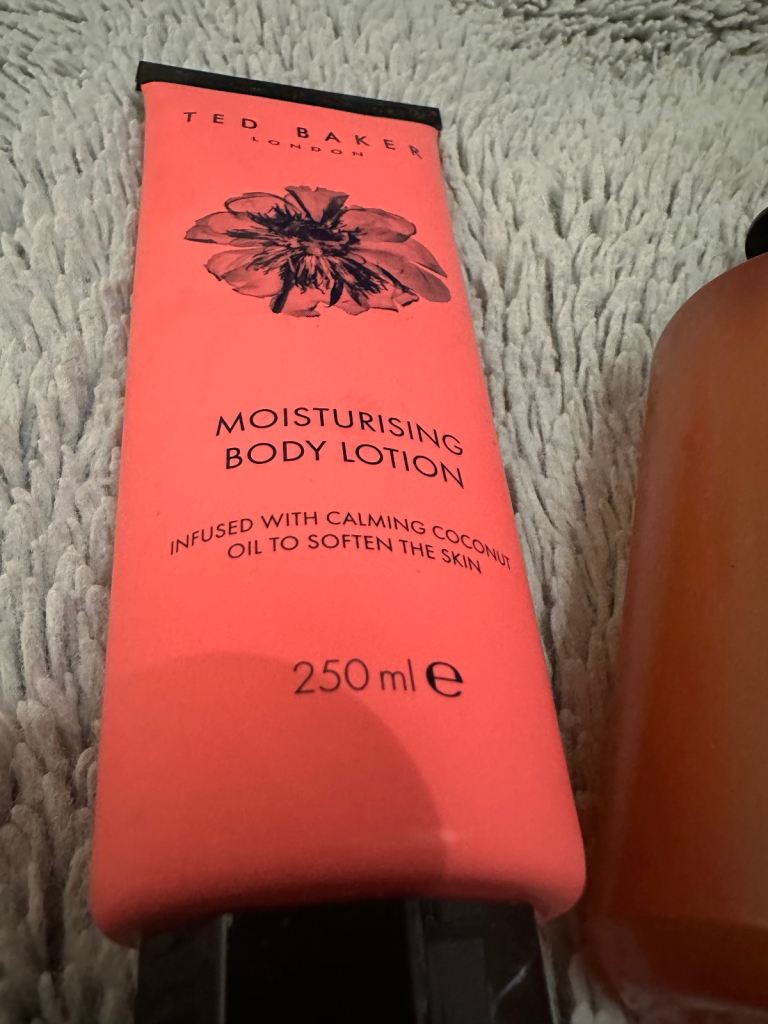 TED BAKER
LONDON
MOISTURISING
BODY LOTION
INFUSED WITH CALMING COCONUT
OIL TO SOFTEN THE SKIN
250 ml ℮